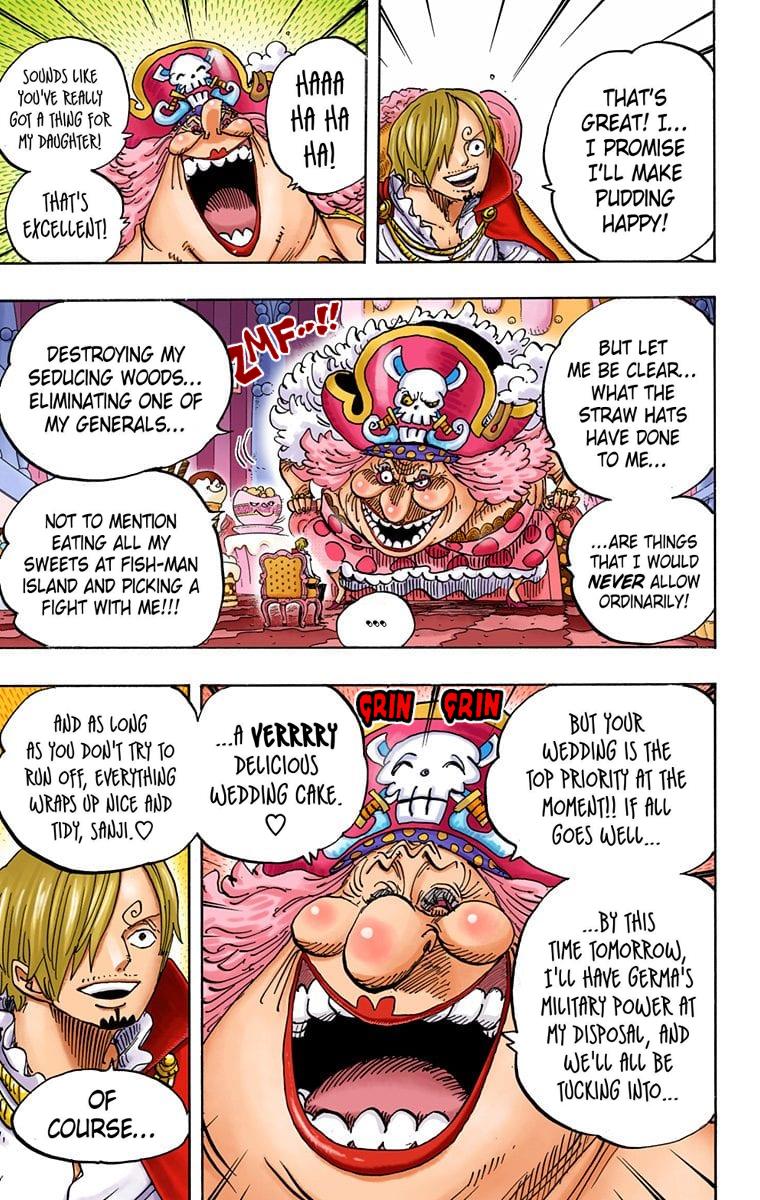 THAT'S
GREAT! I...
I PROMISE
I'LL MAKE
PUDDING
HAPPY!
HAAA
HA HA
HA!
SOUNDS LIKE
YOU'VE REALLY
GOT A THING FOR
MY DAUGHTER!
THAT'S
EXCELLENT!
BUT LET
ME BE CLEAR...
WHAT THE
STRAW HATS
HAVE DONE
TO ME...
...ARE THINGS
THAT I WOULD
NEVER ALLOW
ORDINARILY!
ZMF...!!
DESTROYING MY
SEDUCING WOODS...
ELIMINATING ONE OF
MY GENERALS...
NOT TO MENTION
EATING ALL MY
SWEETS AT FISH-MAN
ISLAND AND PICKING A
FIGHT WITH ME!!!
...
BUT YOUR
WEDDING IS THE
TOP PRIORITY AT THE
MOMENT!! IF ALL
GOES WELL...
...BY THIS
TIME TOMORROW,
I'LL HAVE GERMA'S
MILITARY POWER AT
MY DISPOSAL, AND
WE'LL ALL BE
TUCKING INTO...
GRIN GRIN
...A VERRRRY
DELICIOUS
WEDDING CAKE.
♡
AND AS LONG
AS YOU DON'T TRY TO
RUN OFF, EVERYTHING
WRAPS UP NICE AND
TIDY, SANJI.♡
OF
COURSE...